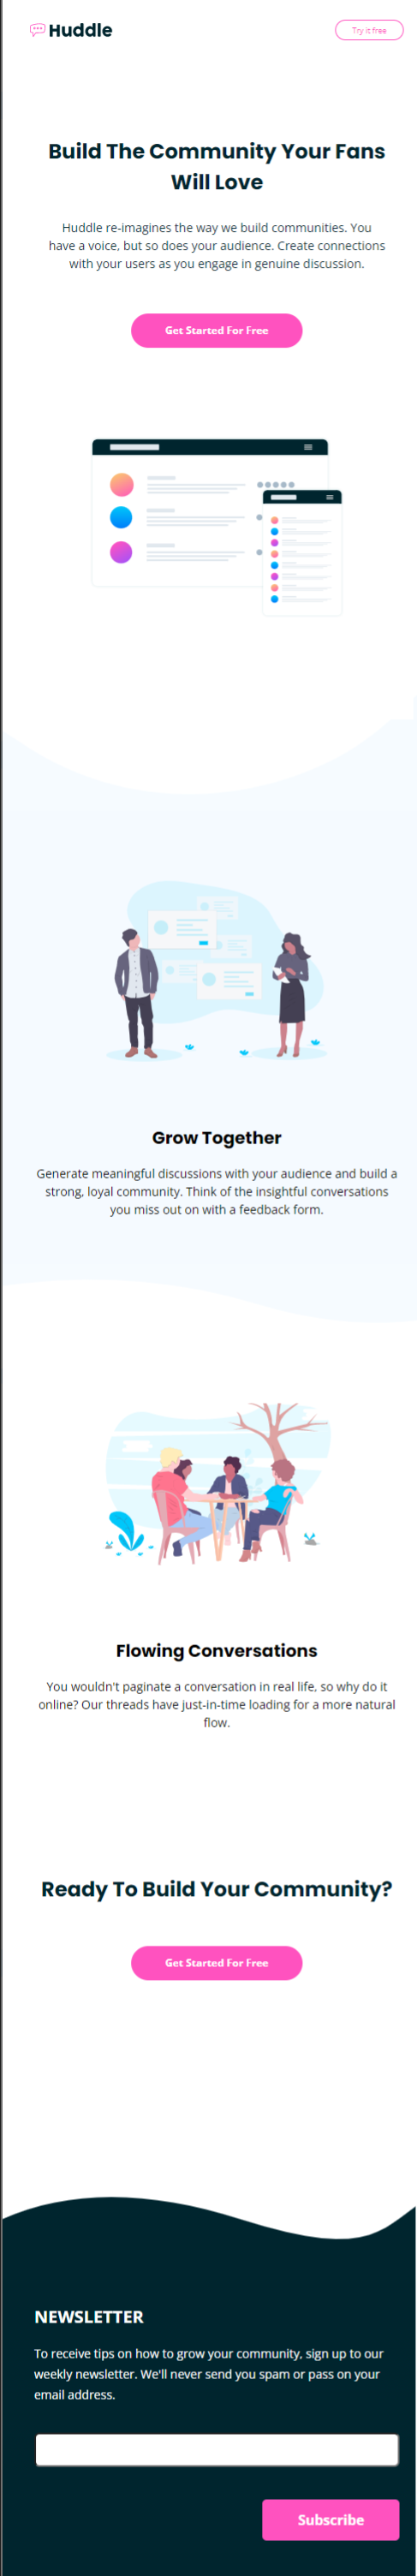 Huddle
Try it free
Build The Community Your Fans
Will Love
Huddle re-imagines the way we build communities. You
have a voice, but so does your audience. Create connections
with your users as you engage in genuine discussion.
Get Started For Free
Grow Together
Generate meaningful discussions with your audience and build a
strong, loyal community. Think of the insightful conversations
you miss out on with a feedback form.
Flowing Conversations
You wouldn't paginate a conversation in real life, so why do it
online? Our threads have just-in-time loading for a more natural
flow.
Ready To Build Your Community?
Get Started For Free
NEWSLETTER
To receive tips on how to grow your community, sign up to our
weekly newsletter. We'll never send you spam or pass on your
email address.
Subscribe